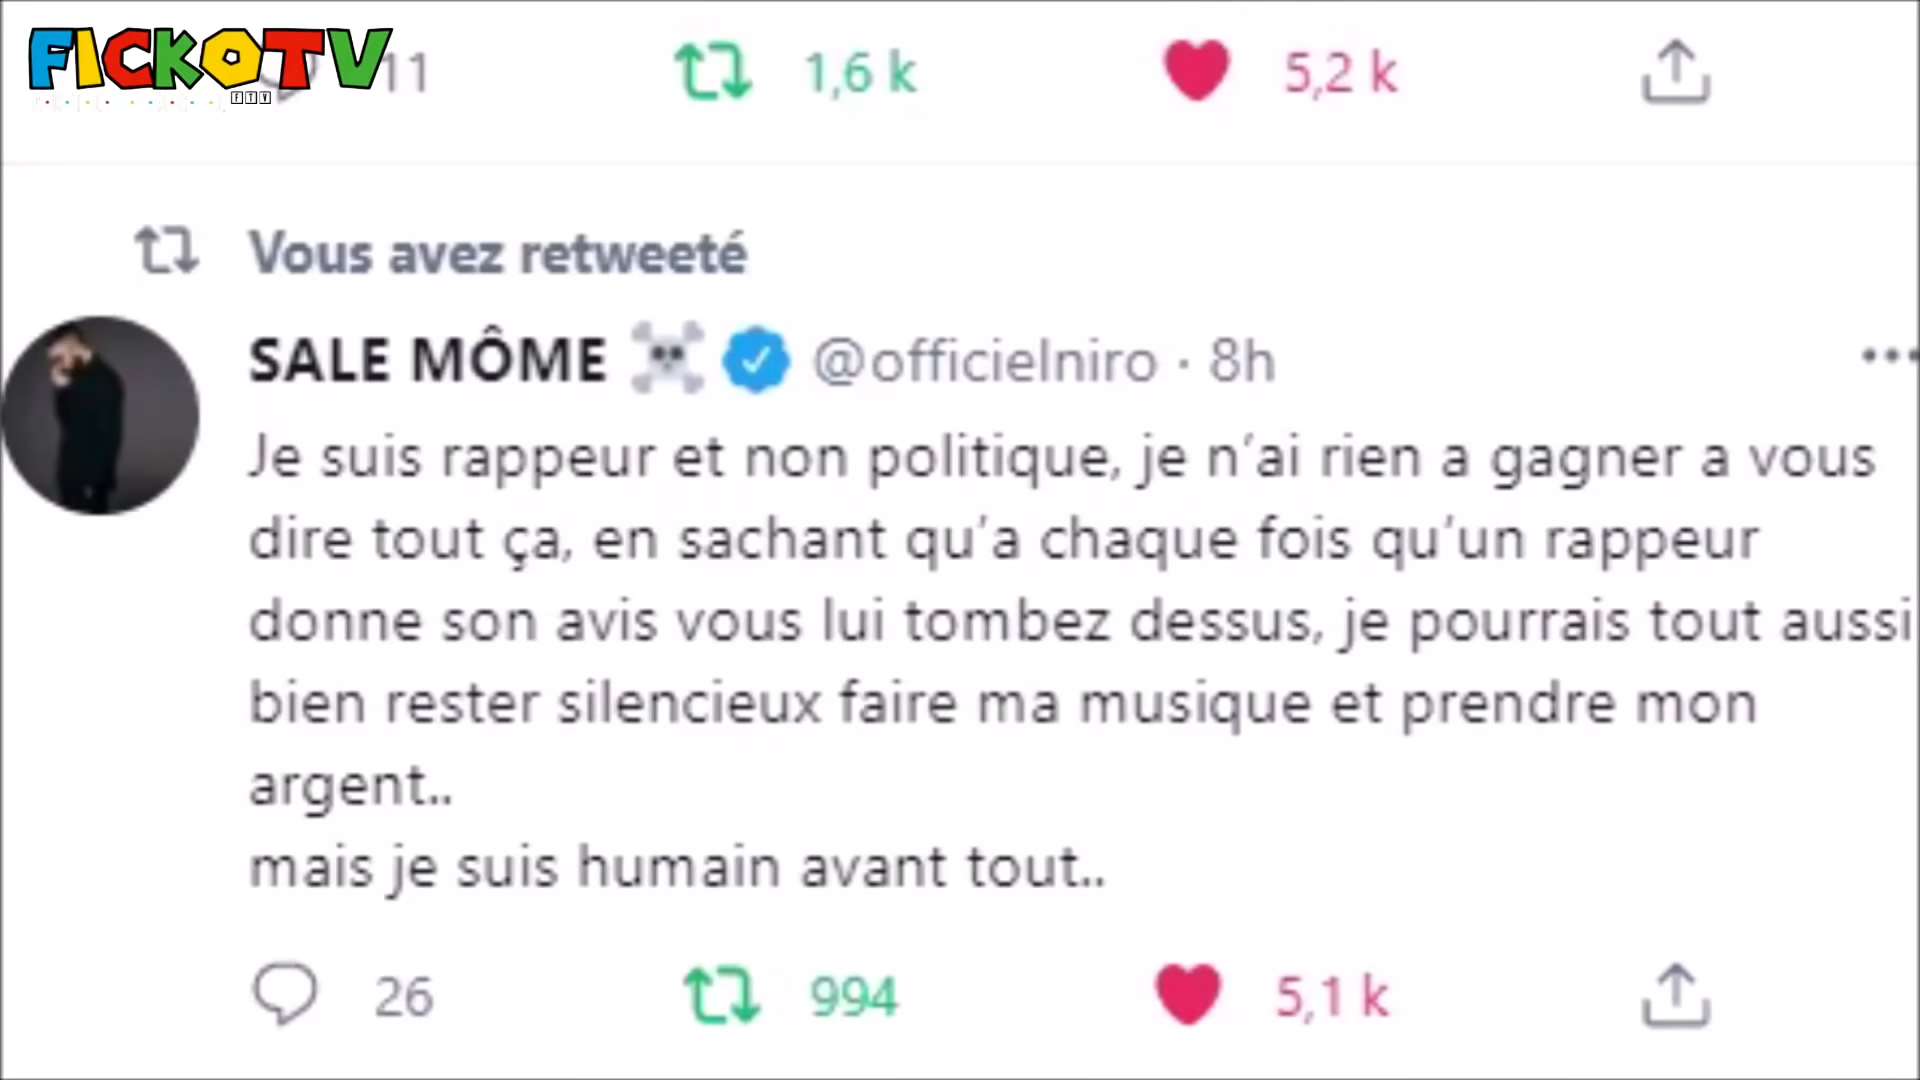 FICKOTV
FTV
11 1,6 k 5,2 k
Vous avez retweeté
SALE MÔME ☠ @officielniro · 8h
Je suis rappeur et non politique, je n’ai rien a gagner a vous
dire tout ça, en sachant qu’a chaque fois qu’un rappeur
donne son avis vous lui tombez dessus, je pourrais tout aussi
bien rester silencieux faire ma musique et prendre mon
argent..
mais je suis humain avant tout..
26 994 5,1 k